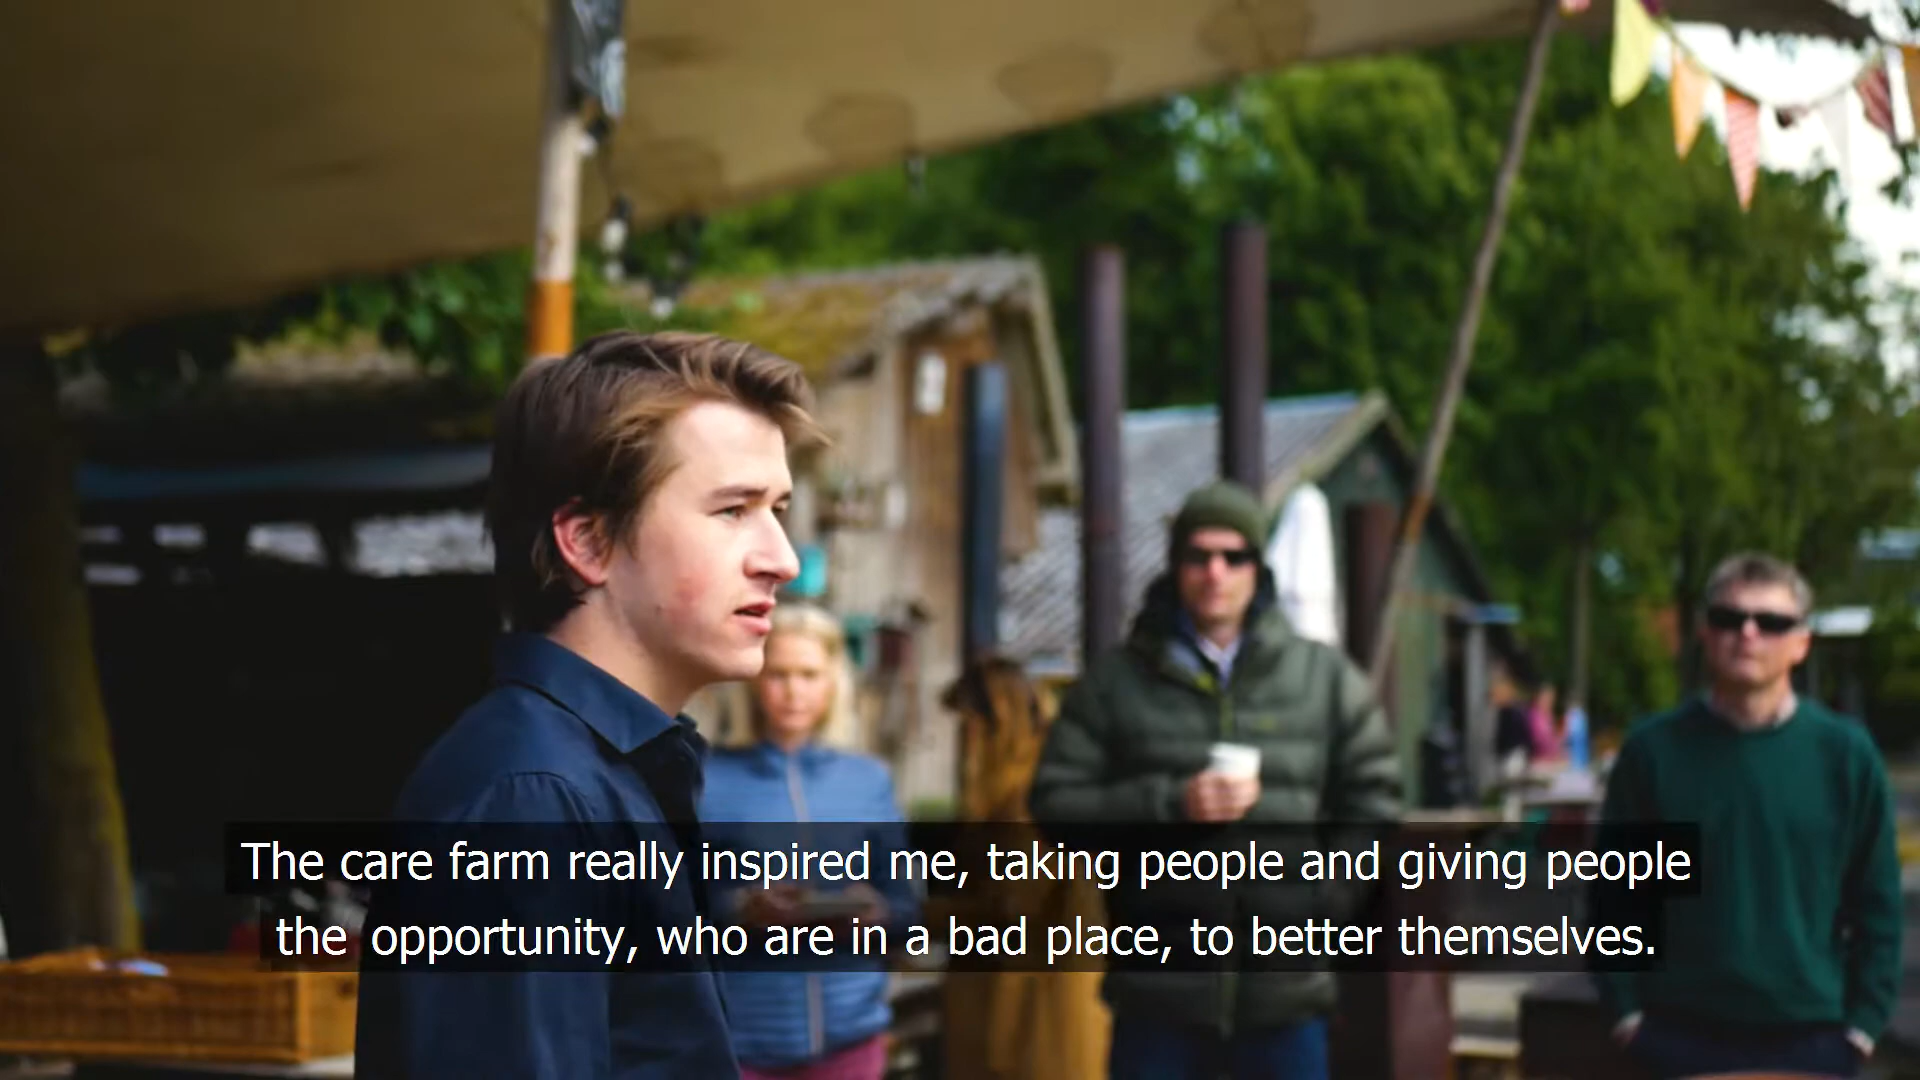 The care farm really inspired me, taking people and giving people
the opportunity, who are in a bad place, to better themselves.